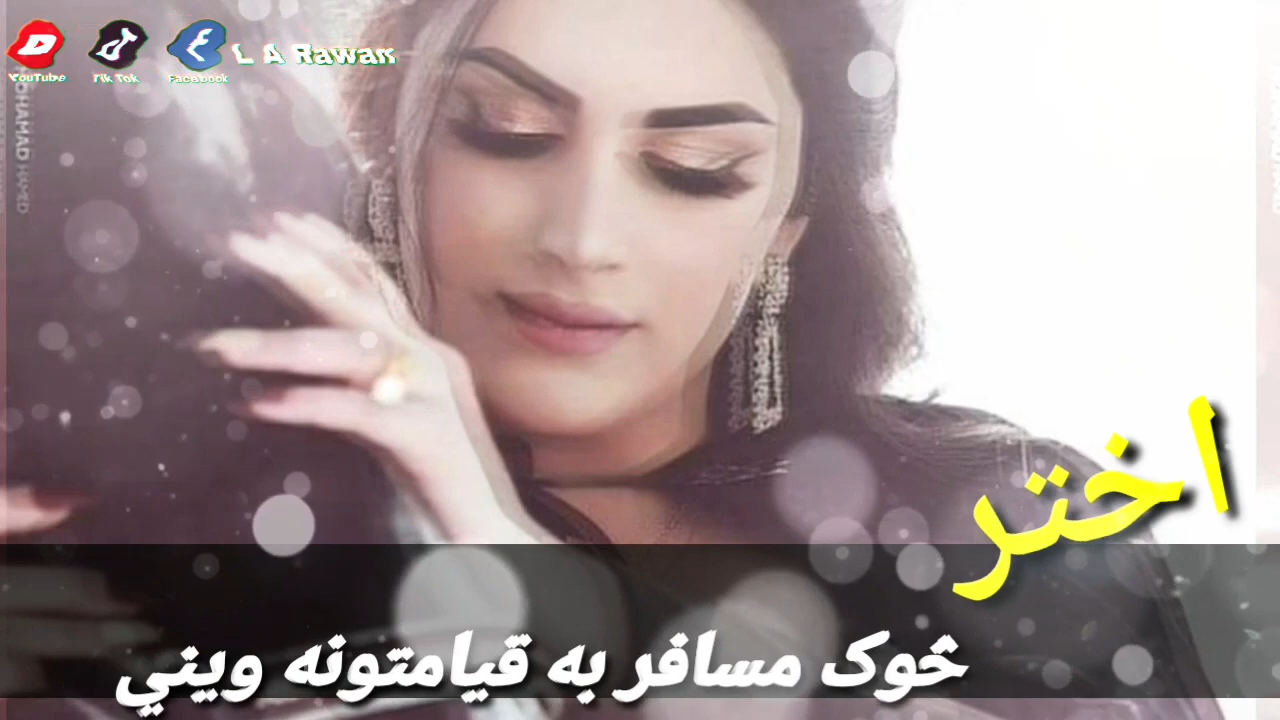 YouTube
Tik Tok
Facebook
L A Rawan
اختر
څوک مسافر به قیامتونه ویني